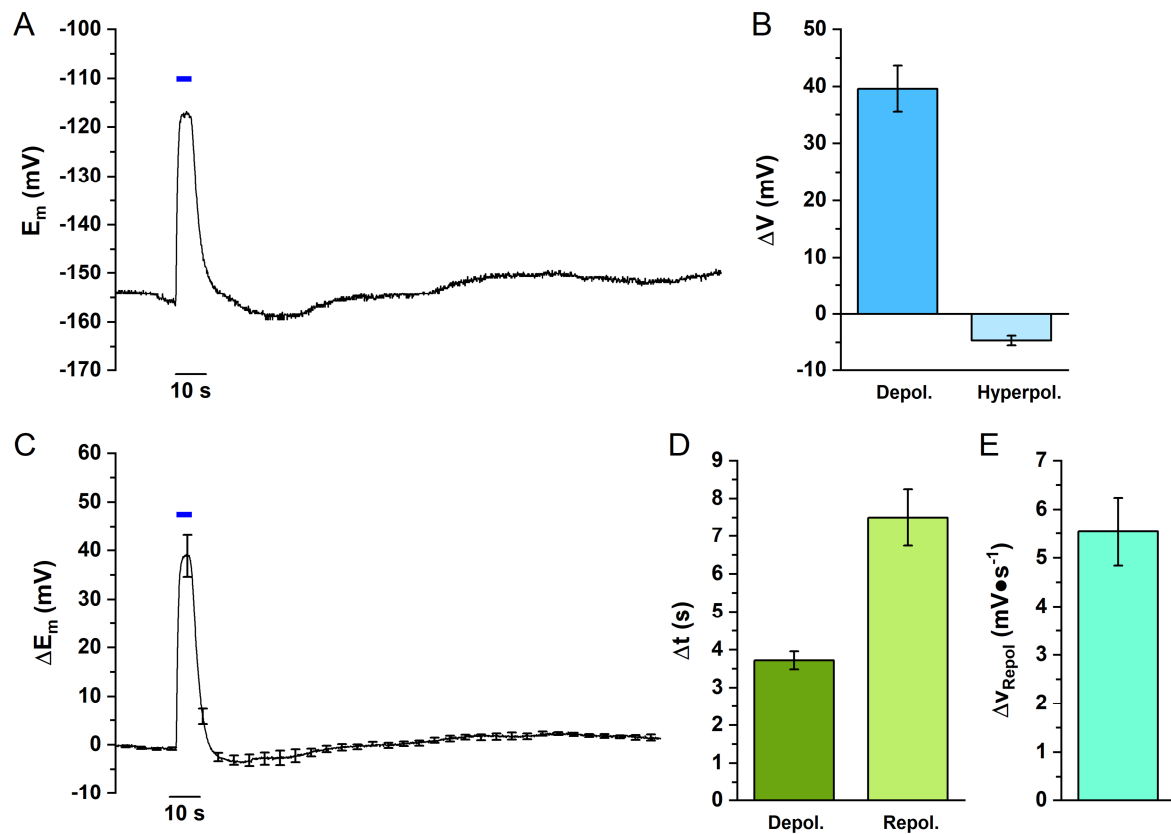 A
-100
-110
-120
-130
-140
-150
-160
-170
Em (mV)
10 s
B
50
40
30
20
10
0
-10
ΔV (mV)
Depol.
Hyperpol.
C
60
50
40
30
20
10
0
-10
ΔEm (mV)
10 s
D
9
8
7
6
5
4
3
2
1
0
Δt (s)
Depol.
Repol.
E
7
6
5
4
3
2
1
0
ΔvRepol (mV●s-1)